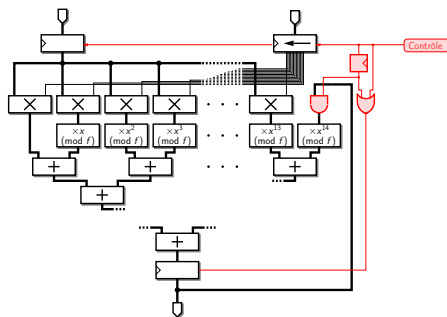 Contrôle
× × × × . . . ×
×x (mod f) ×x² (mod f) ×x³ (mod f) . . . ×x¹³ (mod f) ×x¹⁴ (mod f)
+ + . . . +
+
+